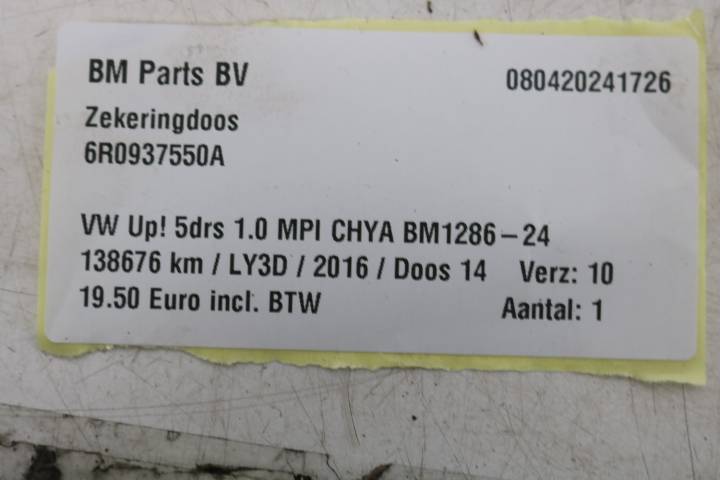 BM Parts BV 080420241726
Zekeringdoos
6R0937550A
VW Up! 5drs 1.0 MPI CHYA BM1286-24
138676 km / LY3D / 2016 / Doos 14 Verz: 10
19.50 Euro incl. BTW Aantal: 1